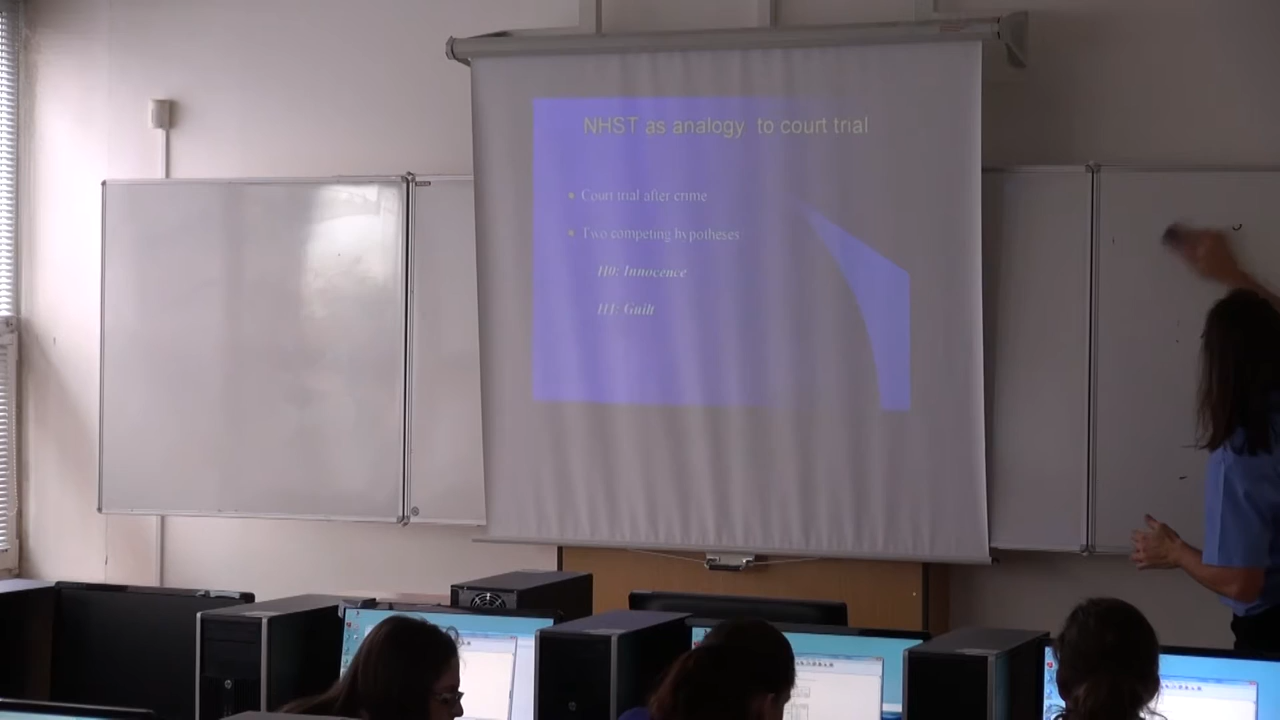 NHST as analogy to court trial
• Court trial after crime
• Two competing hypotheses
H0: Innocence
H1: Guilt